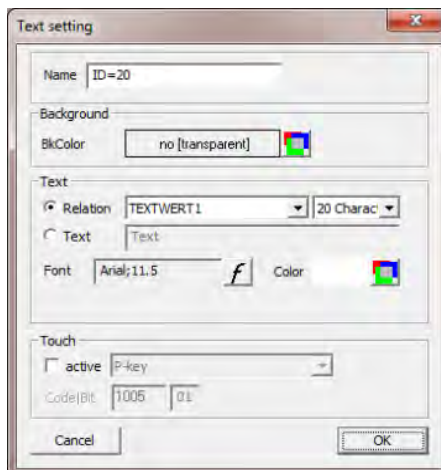 Text setting
Name ID=20
Background
BkColor no [transparent]
Text
Relation TEXTWERT1 20 Charac
Text Text
Font Arial;11.5 f Color
Touch
active P-key
Code|Bit 1005 01
Cancel OK